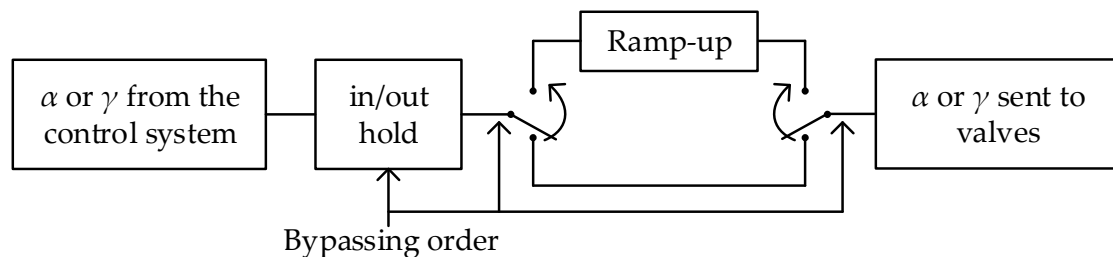 Ramp-up
α or γ from the
control system
in/out
hold
α or γ sent to
valves
Bypassing order